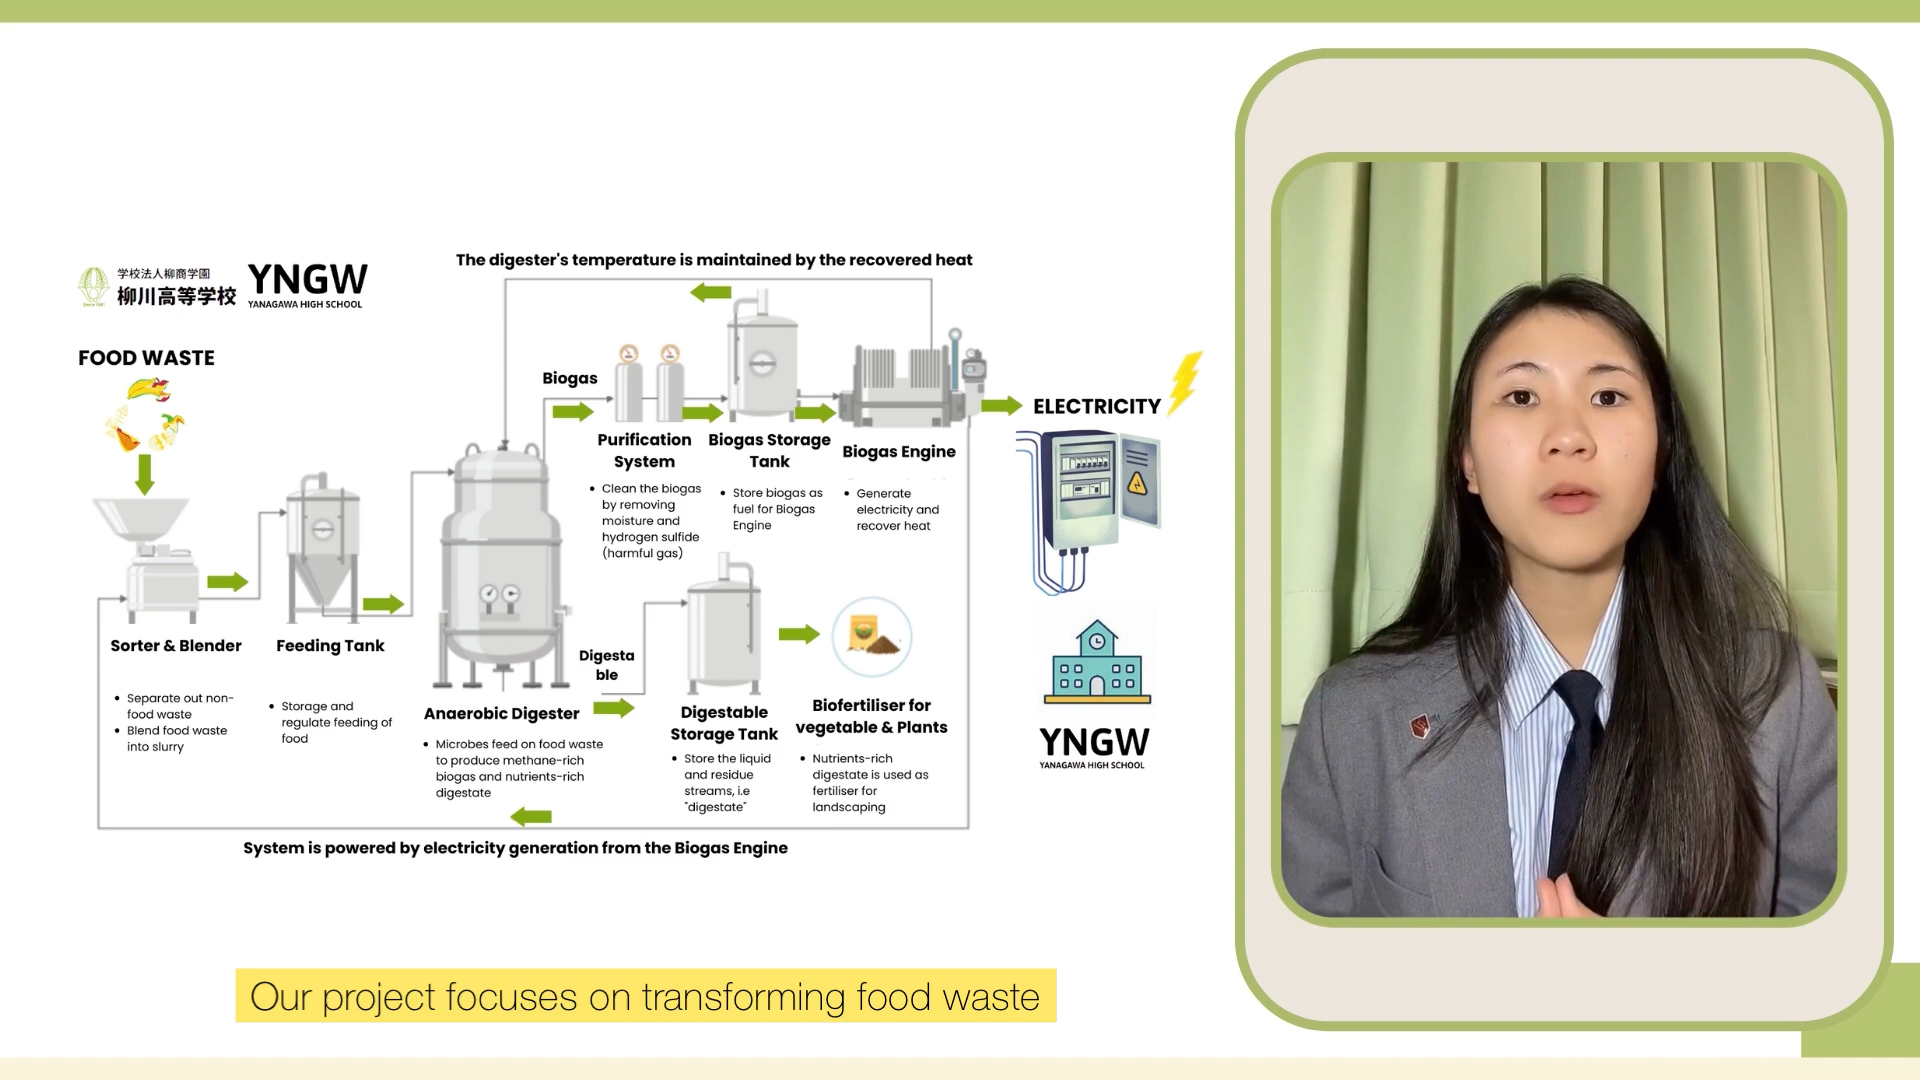 The digester's temperature is maintained by the recovered heat
学校法人柳商学園
柳川高等学校
YNGW
YANAGAWA HIGH SCHOOL
FOOD WASTE
Biogas
ELECTRICITY
Purification
System
Biogas Storage
Tank
Biogas Engine
Clean the biogas
by removing
moisture and
hydrogen sulfide
(harmful gas)
Store biogas as
fuel for Biogas
Engine
Generate
electricity and
recover heat
Sorter & Blender
Feeding Tank
Separate out non-
food waste
Blend food waste
into slurry
Storage and
regulate feeding of
food
Anaerobic Digester
Microbes feed on food waste
to produce methane-rich
biogas and nutrients-rich
digestate
Digesta
ble
Digestable
Storage Tank
Store the liquid
and residue
streams, i.e
"digestate"
Biofertiliser for
vegetable & Plants
Nutrients-rich
digestate is used as
fertiliser for
landscaping
YNGW
YANAGAWA HIGH SCHOOL
System is powered by electricity generation from the Biogas Engine
Our project focuses on transforming food waste